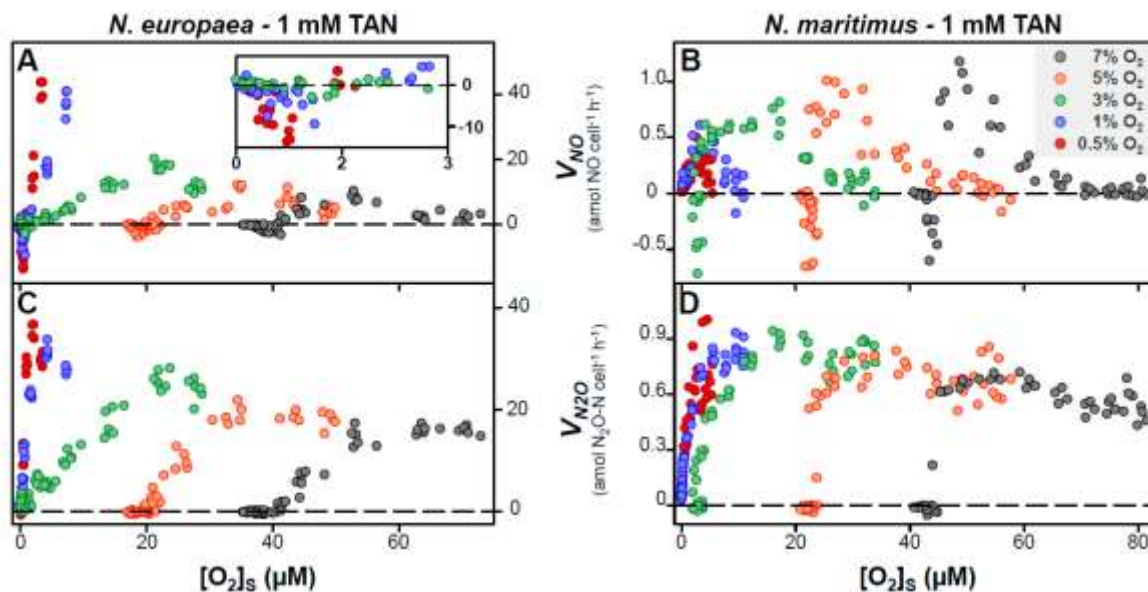 N. europaea - 1 mM TAN
N. maritimus - 1 mM TAN
A
0
-10
0
2
3
40
20
0
B
V_NO
(amol NO cell⁻¹ h⁻¹)
1.0
0.5
0
-0.5
7% O₂
5% O₂
3% O₂
1% O₂
0.5% O₂
C
40
20
0
0
20
40
60
[O₂]s (µM)
D
V_N2O
(amol N₂O-N cell⁻¹ h⁻¹)
0.9
0.6
0.3
0
0
20
40
60
80
[O₂]s (µM)